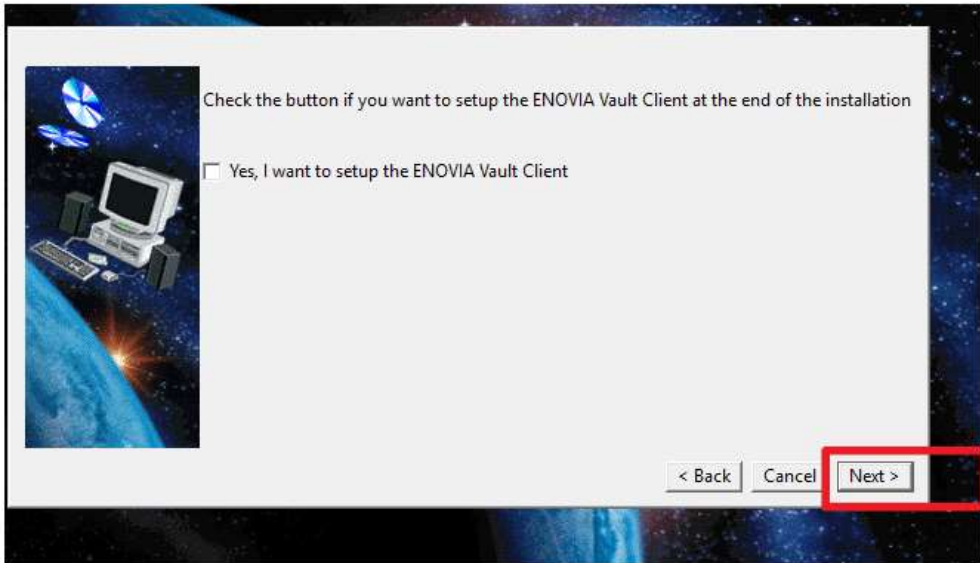 Check the button if you want to setup the ENOVIA Vault Client at the end of the installation
Yes, I want to setup the ENOVIA Vault Client
< Back Cancel Next >